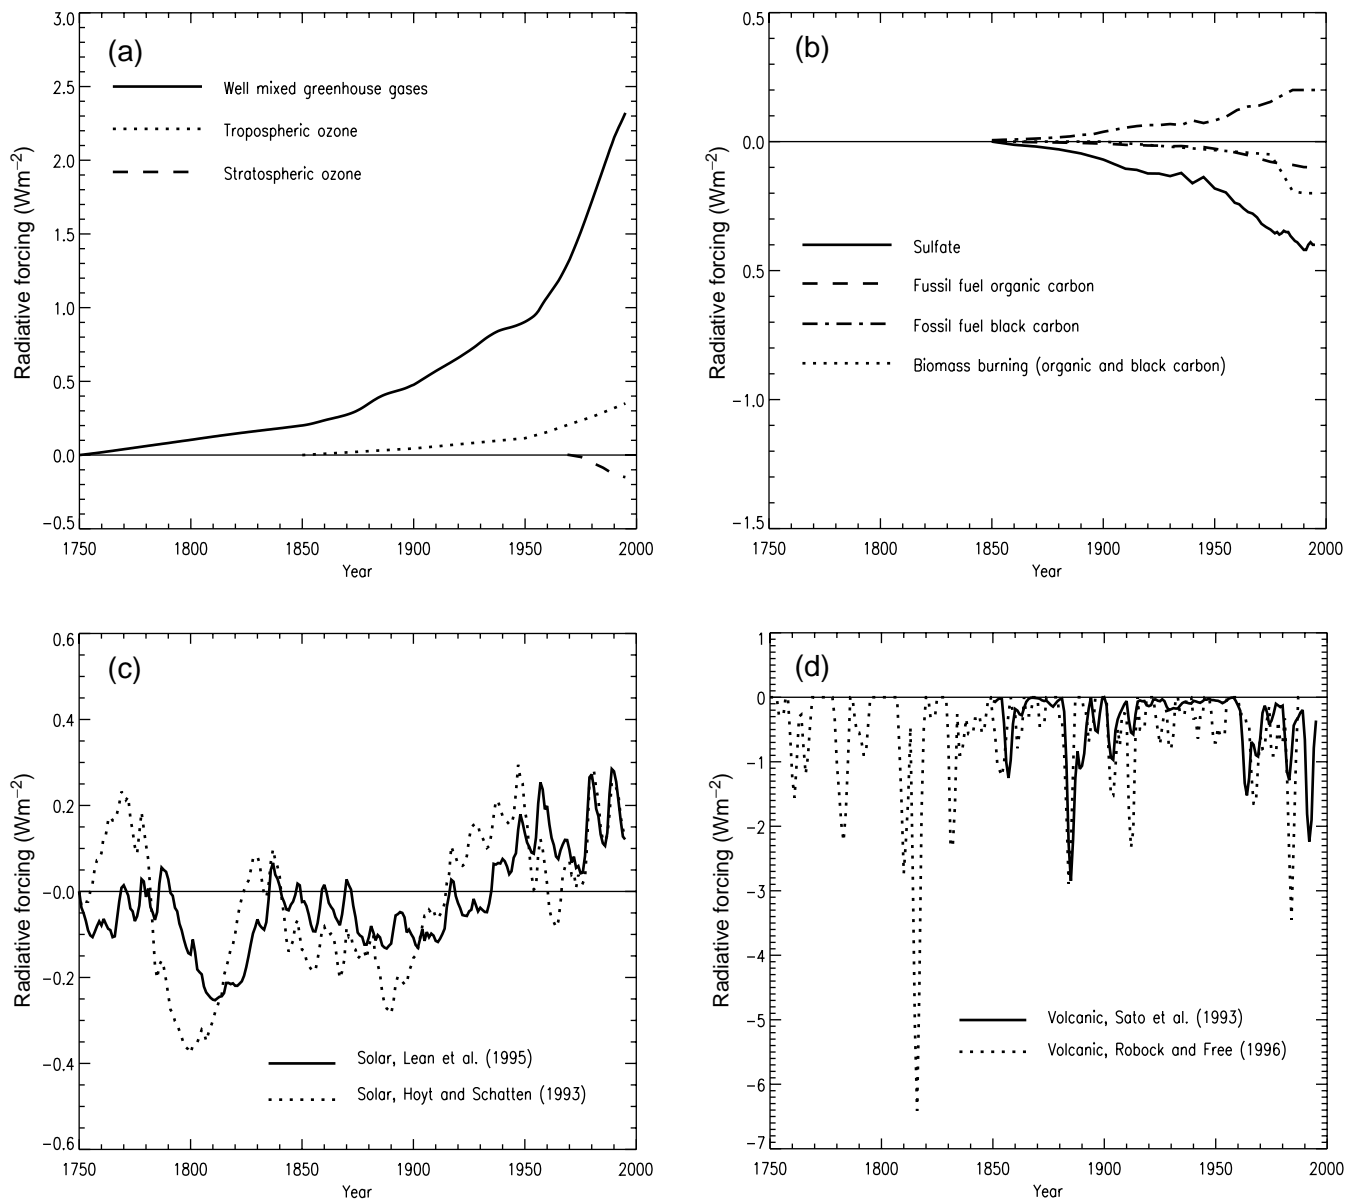 (a)
Well mixed greenhouse gases
Tropospheric ozone
Stratospheric ozone
Radiative forcing (Wm−2)
3.0
2.5
2.0
1.5
1.0
0.5
0.0
−0.5
1750 1800 1850 1900 1950 2000
Year
(b)
Sulfate
Fussil fuel organic carbon
Fossil fuel black carbon
Biomass burning (organic and black carbon)
Radiative forcing (Wm−2)
0.5
0.0
0.5
−1.0
−1.5
1750 1800 1850 1900 1950 2000
Year
(c)
Solar, Lean et al. (1995)
Solar, Hoyt and Schatten (1993)
Radiative forcing (Wm−2)
0.6
0.4
0.2
−0.0
−0.2
−0.4
−0.6
1750 1800 1850 1900 1950 2000
Year
(d)
Volcanic, Sato et al. (1993)
Volcanic, Robock and Free (1996)
Radiative forcing (Wm−2)
1
0
−1
−2
−3
−4
−5
−6
−7
1750 1800 1850 1900 1950 2000
Year